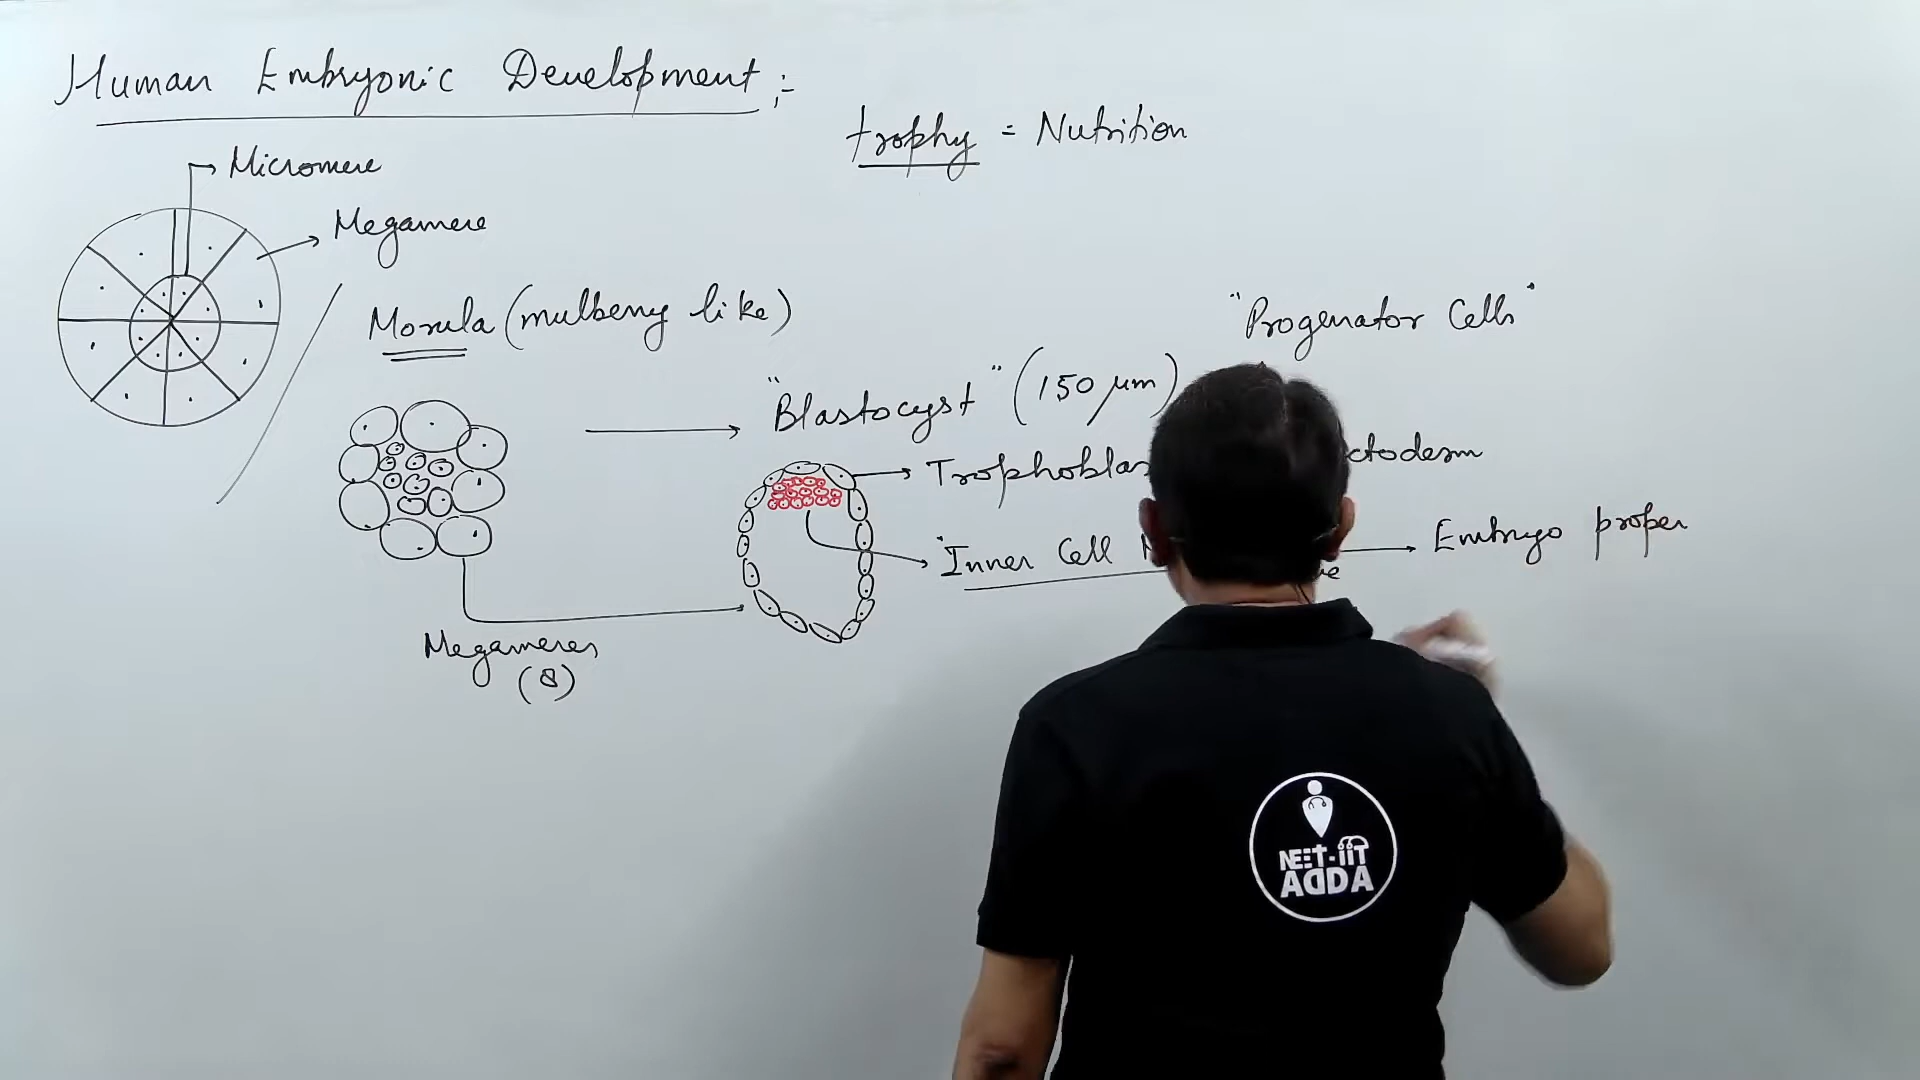 Human Embryonic Development :-
trophy = Nutrition
Micromere
Megamere
Morula (mulberry like)
"Progenator Cells"
"Blastocyst" (150 μm)
Trophoblas ctoderm
"Inner Cell
Embryo proper
Megameres
(8)
NEET-IIT
ADDA